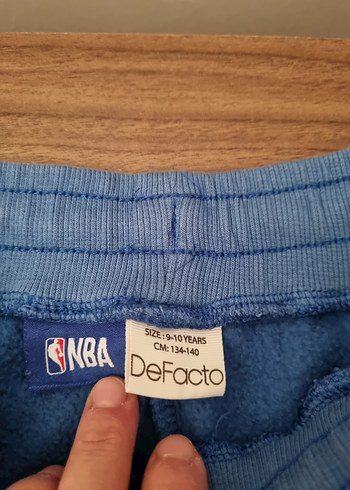 NBA
SIZE : 9-10 YEARS
CM: 134-140
DeFacto